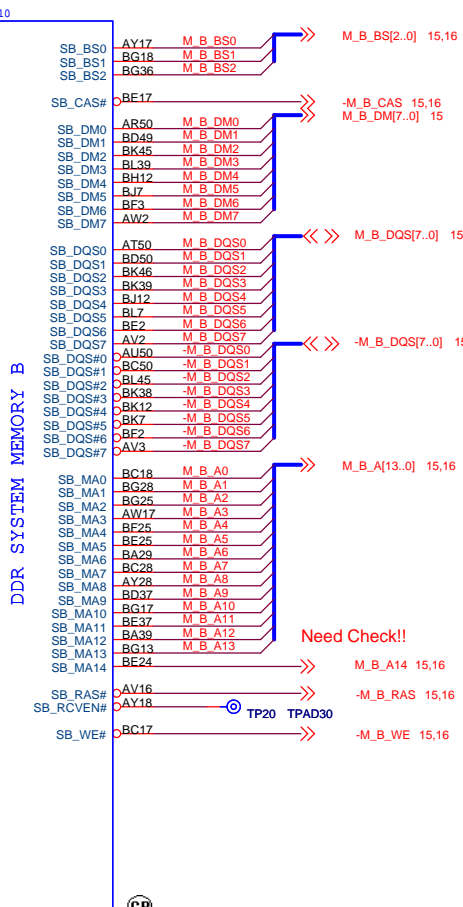 10
SB_BS0 AY17 M_B_BS0 M_B_BS[2..0] 15,16
SB_BS1 BG18 M_B_BS1
SB_BS2 BG36 M_B_BS2
SB_CAS# BE17 -M_B_CAS 15,16
M_B_DM[7..0] 15
SB_DM0 AR50 M_B_DM0
SB_DM1 BD49 M_B_DM1
SB_DM2 BK45 M_B_DM2
SB_DM3 BL39 M_B_DM3
SB_DM4 BH12 M_B_DM4
SB_DM5 BJ7 M_B_DM5
SB_DM6 BF3 M_B_DM6
SB_DM7 AW2 M_B_DM7
M_B_DQS[7..0] 15
SB_DQS0 AT50 M_B_DQS0
SB_DQS1 BD50 M_B_DQS1
SB_DQS2 BK46 M_B_DQS2
SB_DQS3 BK39 M_B_DQS3
SB_DQS4 BJ12 M_B_DQS4
SB_DQS5 BL7 M_B_DQS5
SB_DQS6 BE2 M_B_DQS6
SB_DQS7 AV2 M_B_DQS7
-M_B_DQS[7..0] 15
SB_DQS#0 AU50 -M_B_DQS0
SB_DQS#1 BC50 -M_B_DQS1
SB_DQS#2 BL45 -M_B_DQS2
SB_DQS#3 BK38 -M_B_DQS3
SB_DQS#4 BK12 -M_B_DQS4
SB_DQS#5 BK7 -M_B_DQS5
SB_DQS#6 BF2 -M_B_DQS6
SB_DQS#7 AV3 -M_B_DQS7
DDR SYSTEM MEMORY B
M_B_A[13..0] 15,16
SB_MA0 BC18 M_B_A0
SB_MA1 BG28 M_B_A1
SB_MA2 BG25 M_B_A2
SB_MA3 AW17 M_B_A3
SB_MA4 BF25 M_B_A4
SB_MA5 BE25 M_B_A5
SB_MA6 BA29 M_B_A6
SB_MA7 BC28 M_B_A7
SB_MA8 AY28 M_B_A8
SB_MA9 BD37 M_B_A9
SB_MA10 BG17 M_B_A10
SB_MA11 BE37 M_B_A11
SB_MA12 BA39 M_B_A12
SB_MA13 BG13 M_B_A13
Need Check!!
SB_MA14 BE24 M_B_A14 15,16
SB_RAS# AV16 -M_B_RAS 15,16
SB_RCVEN# AY18 TP20 TPAD30
SB_WE# BC17 -M_B_WE 15,16